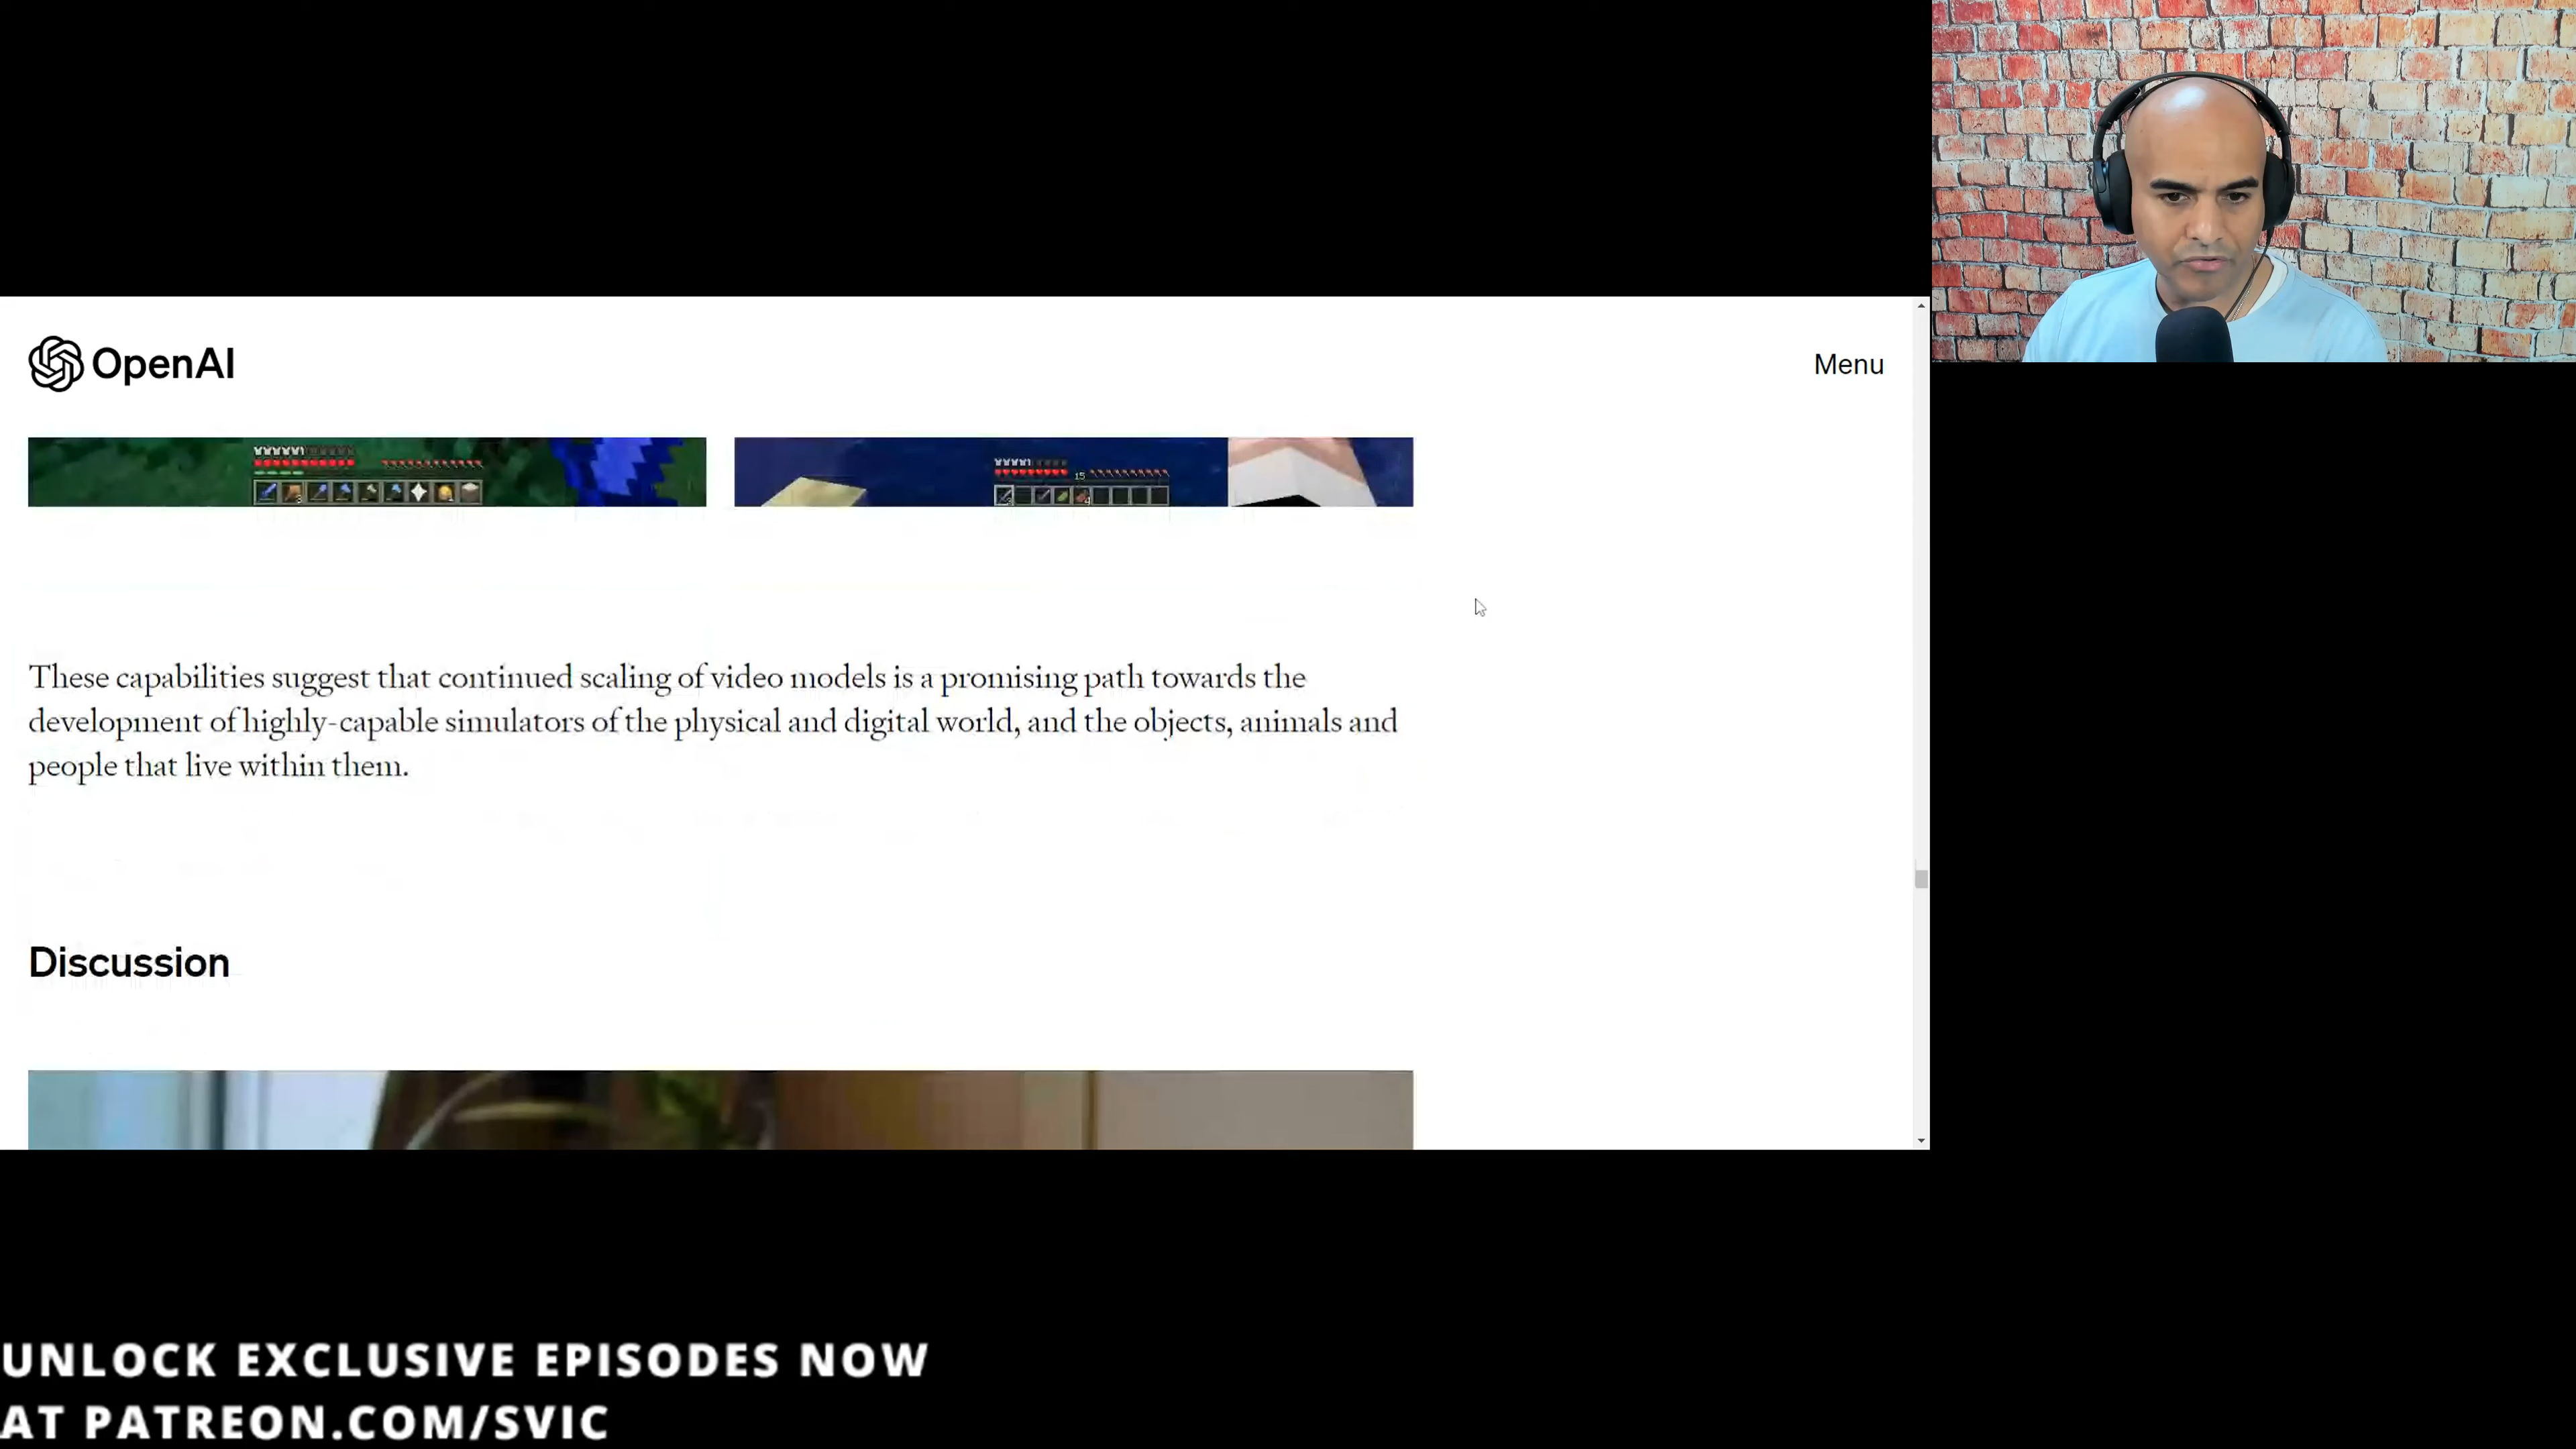 OpenAI
Menu
15
These capabilities suggest that continued scaling of video models is a promising path towards the
development of highly-capable simulators of the physical and digital world, and the objects, animals and
people that live within them.
Discussion
UNLOCK EXCLUSIVE EPISODES NOW
AT PATREON.COM/SVIC